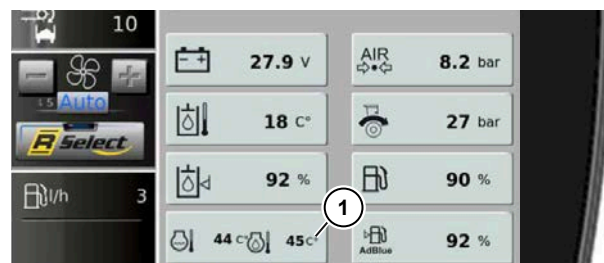 10
Auto
R Select
l/h 3
27.9 V
AIR 8.2 bar
18 C°
27 bar
92 %
90 %
1
44 C° 45 C°
AdBlue 92 %